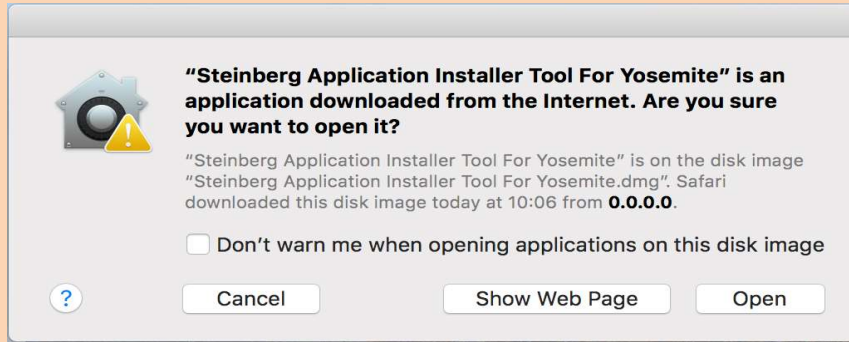 “Steinberg Application Installer Tool For Yosemite” is an
application downloaded from the Internet. Are you sure
you want to open it?
“Steinberg Application Installer Tool For Yosemite” is on the disk image
“Steinberg Application Installer Tool For Yosemite.dmg”. Safari
downloaded this disk image today at 10:06 from 0.0.0.0.
Don’t warn me when opening applications on this disk image
? Cancel Show Web Page Open